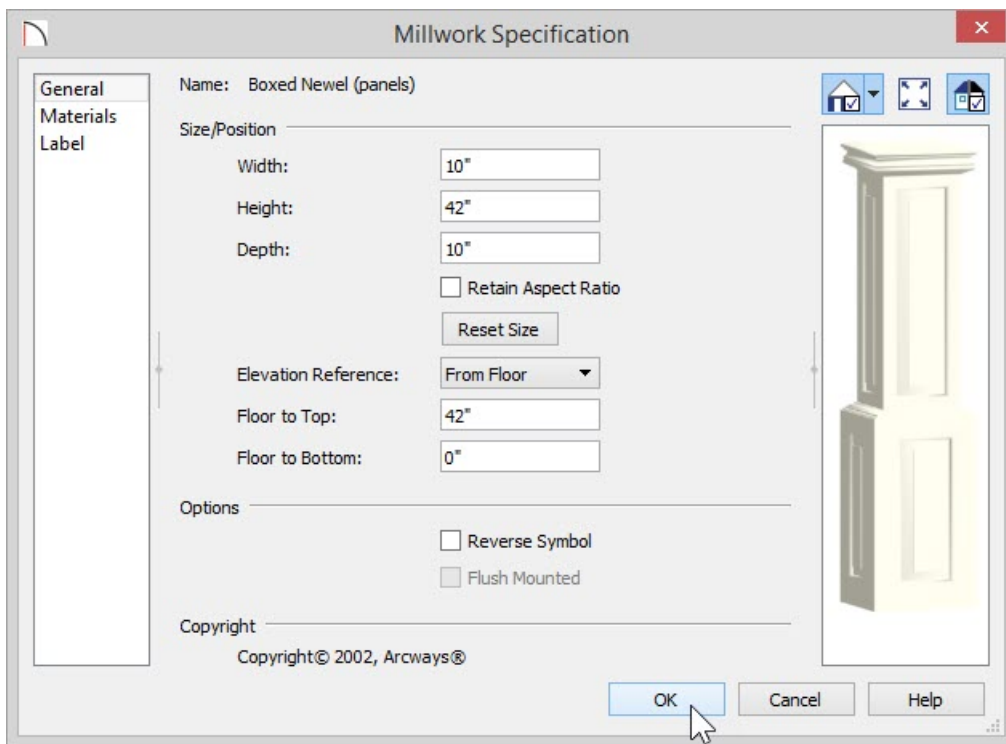 Millwork Specification
General
Materials
Label
Name: Boxed Newel (panels)
Size/Position
Width: 10"
Height: 42"
Depth: 10"
Retain Aspect Ratio
Reset Size
Elevation Reference: From Floor
Floor to Top: 42"
Floor to Bottom: 0"
Options
Reverse Symbol
Flush Mounted
Copyright
Copyright© 2002, Arcways®
OK Cancel Help